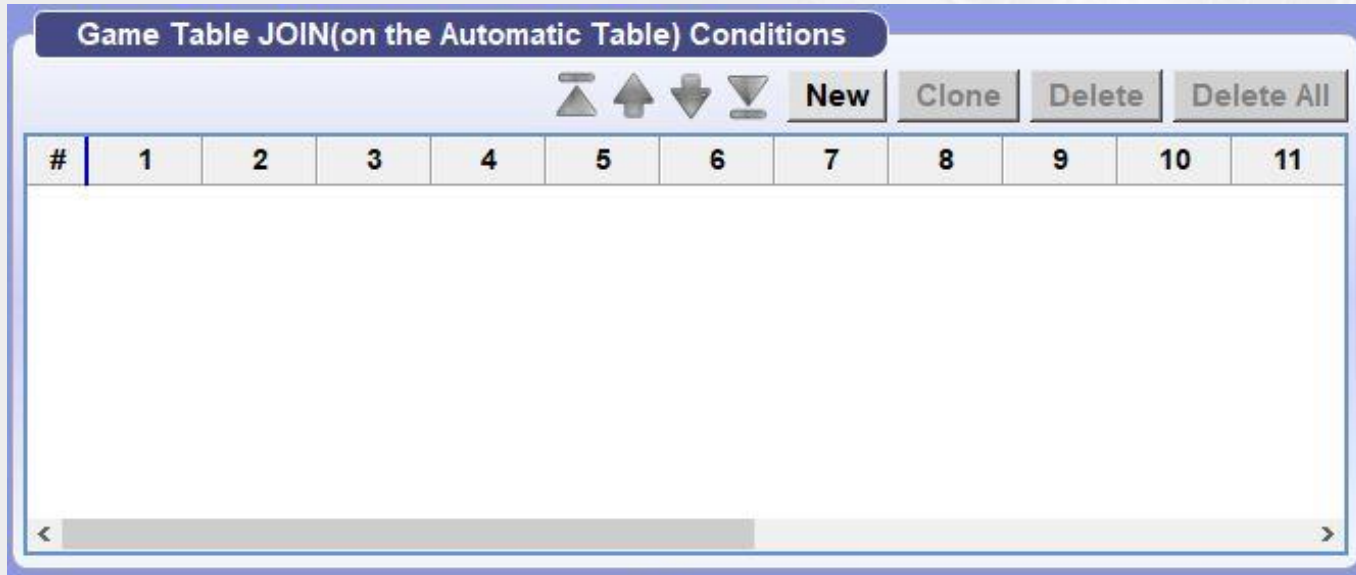 Game Table JOIN(on the Automatic Table) Conditions
New Clone Delete Delete All
# 1 2 3 4 5 6 7 8 9 10 11